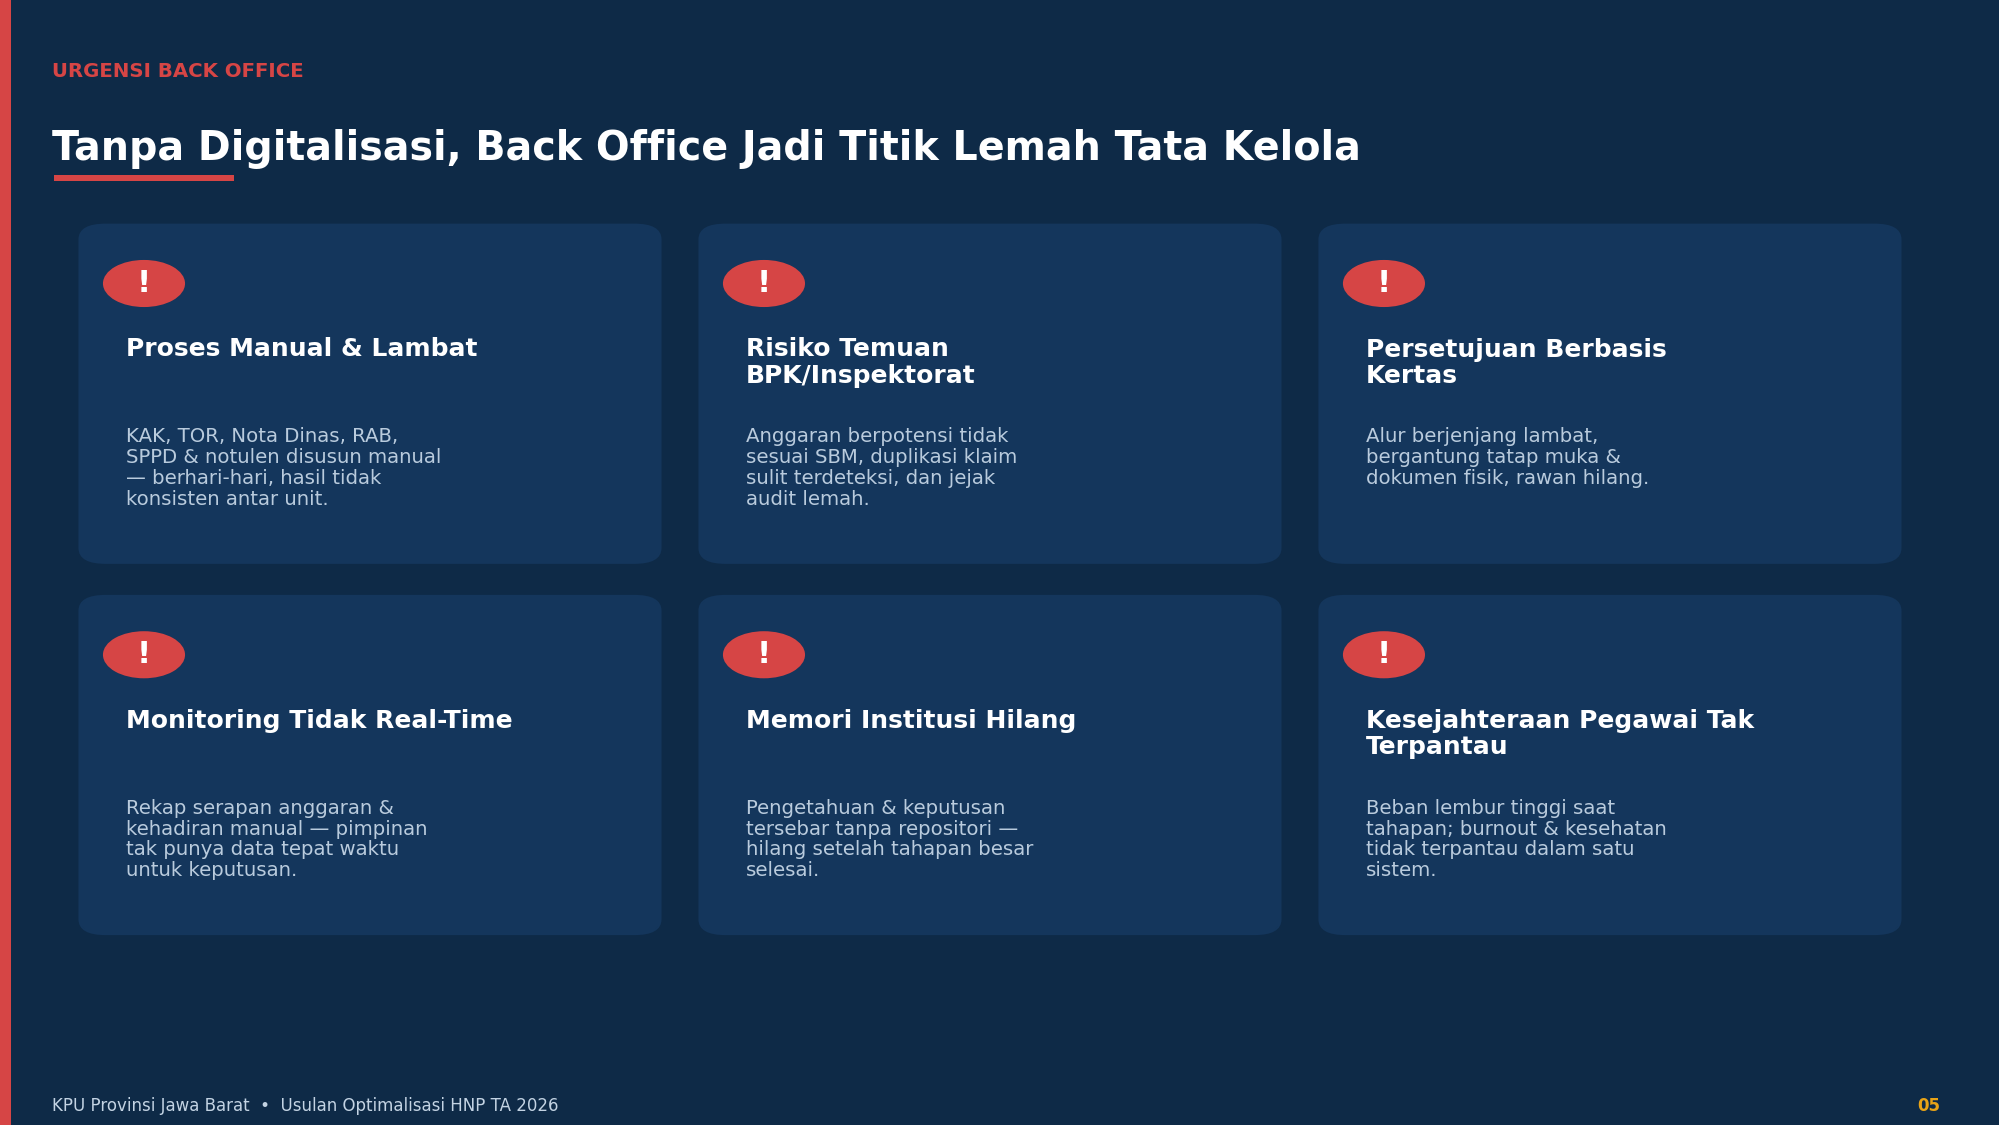 URGENSI BACK OFFICE
Tanpa Digitalisasi, Back Office Jadi Titik Lemah Tata Kelola
!
Proses Manual & Lambat
KAK, TOR, Nota Dinas, RAB,
SPPD & notulen disusun manual
— berhari-hari, hasil tidak
konsisten antar unit.
!
Risiko Temuan
BPK/Inspektorat
Anggaran berpotensi tidak
sesuai SBM, duplikasi klaim
sulit terdeteksi, dan jejak
audit lemah.
!
Persetujuan Berbasis
Kertas
Alur berjenjang lambat,
bergantung tatap muka &
dokumen fisik, rawan hilang.
!
Monitoring Tidak Real-Time
Rekap serapan anggaran &
kehadiran manual — pimpinan
tak punya data tepat waktu
untuk keputusan.
!
Memori Institusi Hilang
Pengetahuan & keputusan
tersebar tanpa repositori —
hilang setelah tahapan besar
selesai.
!
Kesejahteraan Pegawai Tak
Terpantau
Beban lembur tinggi saat
tahapan; burnout & kesehatan
tidak terpantau dalam satu
sistem.
KPU Provinsi Jawa Barat • Usulan Optimalisasi HNP TA 2026
05